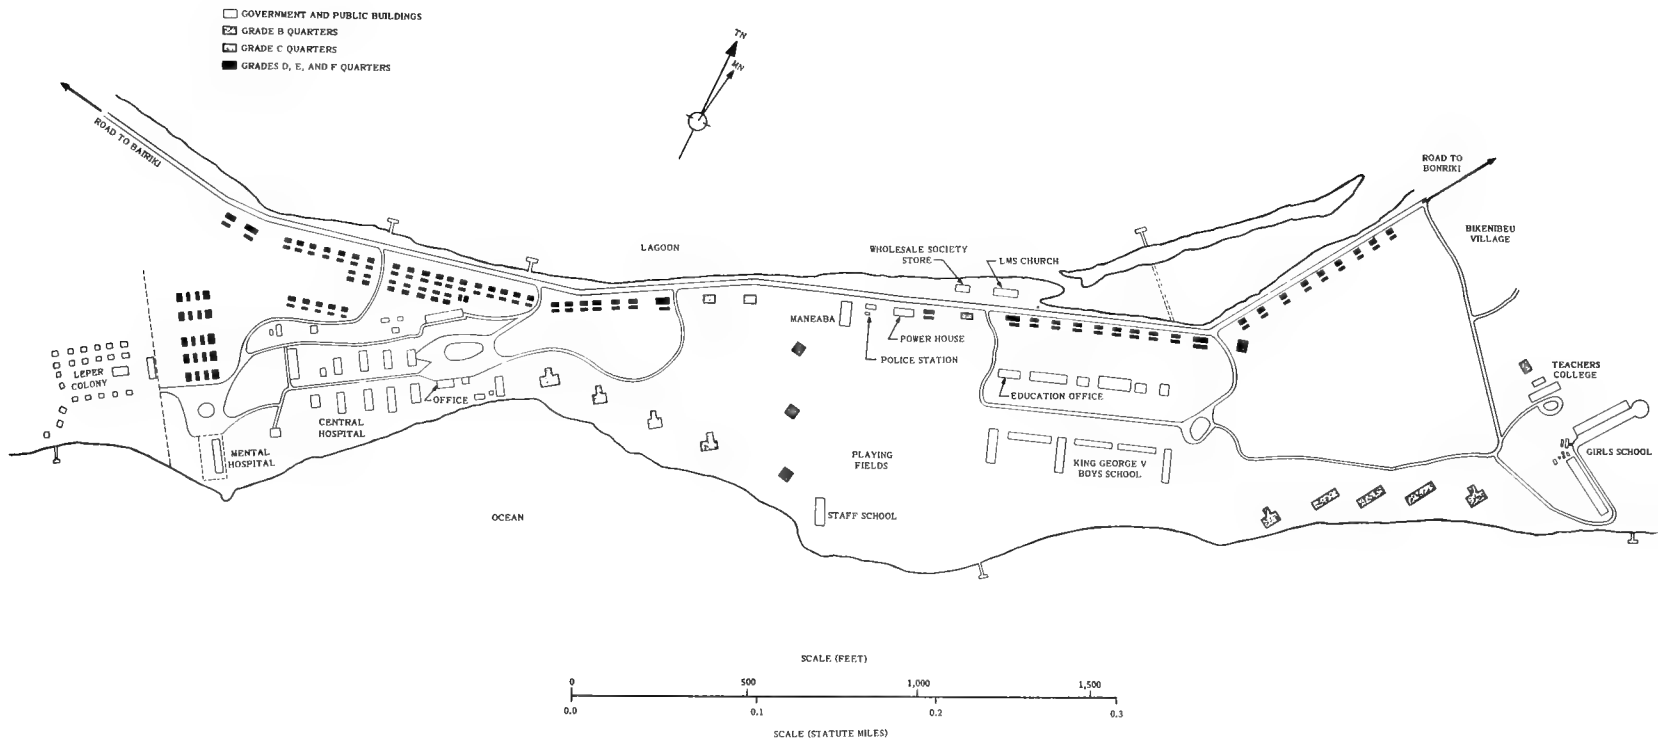 GOVERNMENT AND PUBLIC BUILDINGS
GRADE B QUARTERS
GRADE C QUARTERS
GRADES D, E, AND F QUARTERS
TN
MN
ROAD TO BAIRIKI
ROAD TO
BONRIKI
BIKENIBEU
VILLAGE
LAGOON
WHOLESALE SOCIETY
STORE
LMS CHURCH
MANEABA
POWER HOUSE
POLICE STATION
LEPER
COLONY
OFFICE
EDUCATION OFFICE
TEACHERS
COLLEGE
CENTRAL
HOSPITAL
MENTAL
HOSPITAL
PLAYING
FIELDS
KING GEORGE V
BOYS SCHOOL
GIRLS SCHOOL
OCEAN
STAFF SCHOOL
SCALE (FEET)
0 500 1,000 1,500
0.0 0.1 0.2 0.3
SCALE (STATUTE MILES)